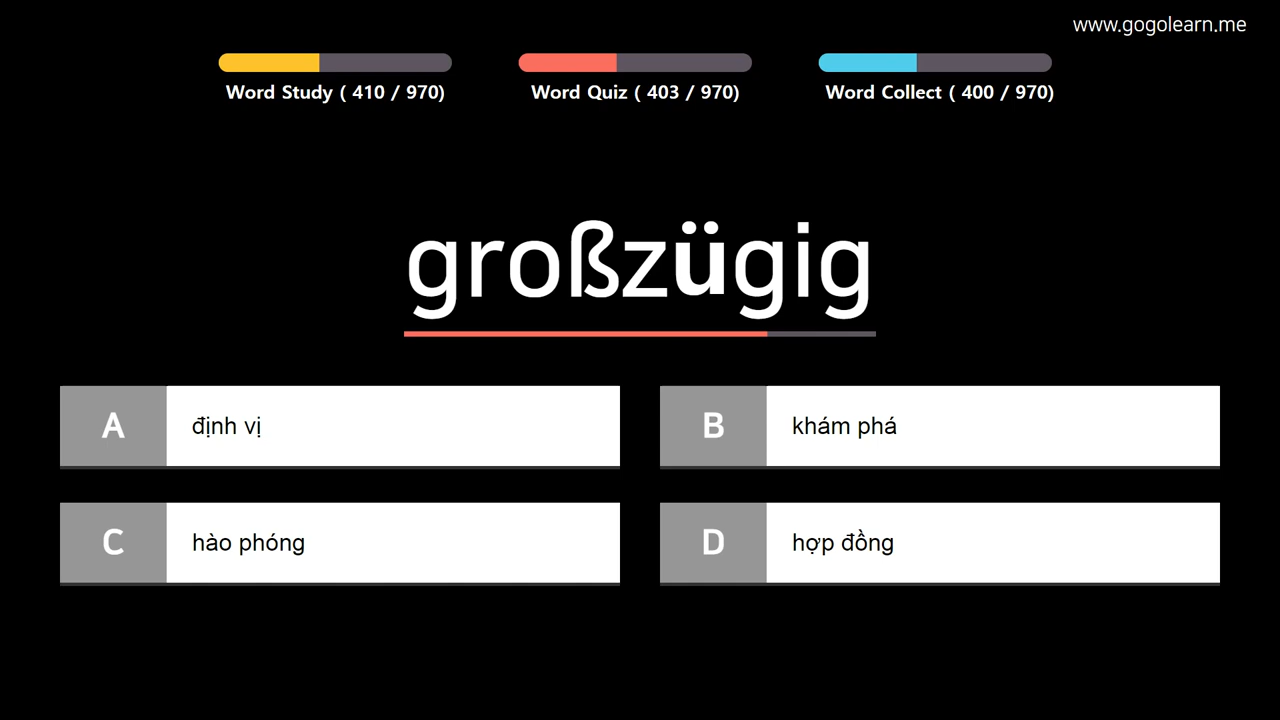 www.gogolearn.me
Word Study ( 410 / 970)
Word Quiz ( 403 / 970)
Word Collect ( 400 / 970)
großzügig
A định vị
B khám phá
C hào phóng
D hợp đồng